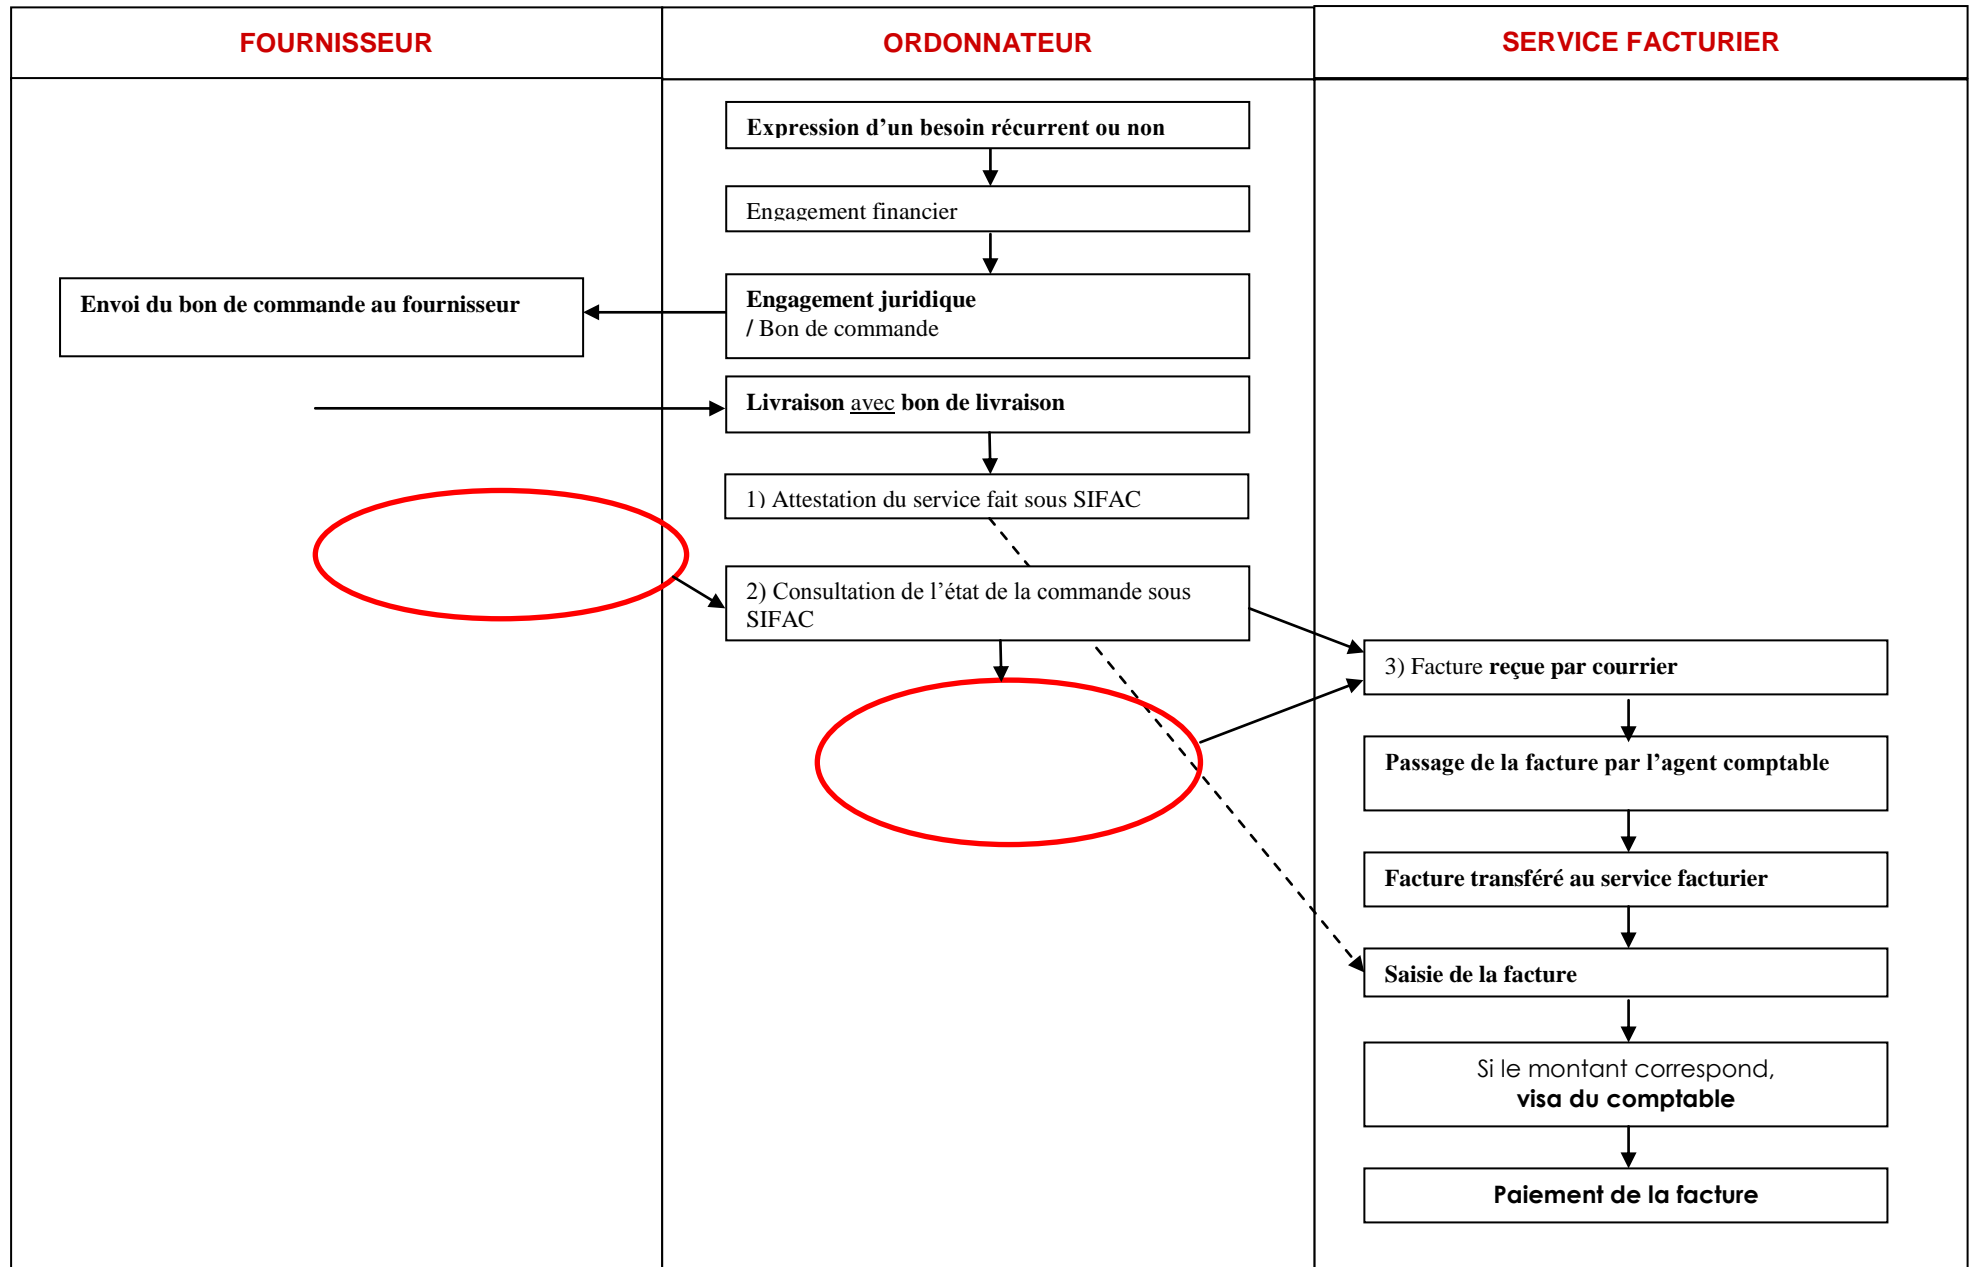 FOURNISSEUR
ORDONNATEUR
SERVICE FACTURIER
Expression d’un besoin récurrent ou non
Engagement financier
Envoi du bon de commande au fournisseur
Engagement juridique
/ Bon de commande
Livraison avec bon de livraison
1) Attestation du service fait sous SIFAC
2) Consultation de l’état de la commande sous
SIFAC
3) Facture reçue par courrier
Passage de la facture par l’agent comptable
Facture transféré au service facturier
Saisie de la facture
Si le montant correspond,
visa du comptable
Paiement de la facture